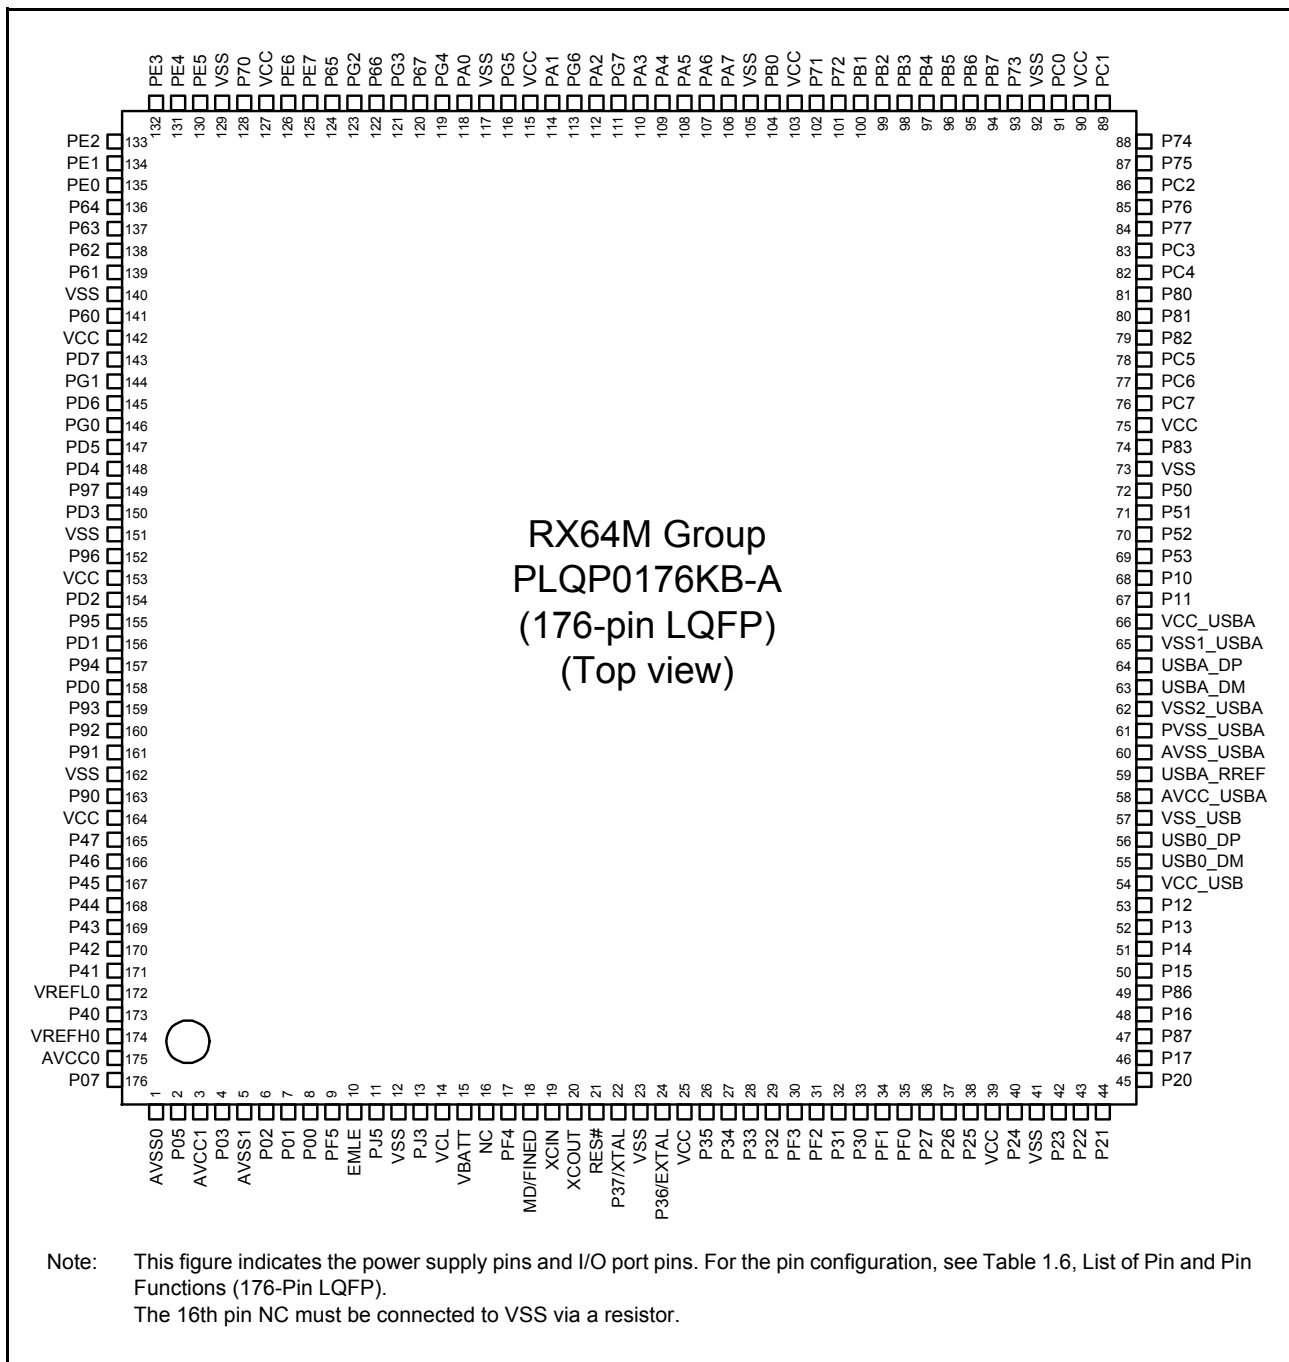 PE3 PE4 PE5 VSS P70 VCC PE6 PE7 P65 PG2 P66 PG3 P67 PG4 PA0 VSS PG5 VCC PA1 PG6 PA2 PG7 PA3 PA4 PA5 PA6 PA7 VSS PB0 VCC P71 P72 PB1 PB2 PB3 PB4 PB5 PB6 PB7 P73 VSS PC0 VCC PC1
132 131 130 129 128 127 126 125 124 123 122 121 120 119 118 117 116 115 114 113 112 111 110 109 108 107 106 105 104 103 102 101 100 99 98 97 96 95 94 93 92 91 90 89
PE2 133 88 P74
PE1 134 87 P75
PE0 135 86 PC2
P64 136 85 P76
P63 137 84 P77
P62 138 83 PC3
P61 139 82 PC4
VSS 140 81 P80
P60 141 80 P81
VCC 142 79 P82
PD7 143 78 PC5
PG1 144 77 PC6
PD6 145 76 PC7
PG0 146 75 VCC
PD5 147 74 P83
PD4 148 73 VSS
P97 149 72 P50
PD3 150 71 P51
VSS 151 70 P52
P96 152 69 P53
VCC 153 68 P10
PD2 154 67 P11
P95 155 66 VCC_USBA
PD1 156 65 VSS1_USBA
P94 157 64 USBA_DP
PD0 158 63 USBA_DM
P93 159 62 VSS2_USBA
P92 160 61 PVSS_USBA
P91 161 60 AVSS_USBA
VSS 162 59 USBA_RREF
P90 163 58 AVCC_USBA
VCC 164 57 VSS_USB
P47 165 56 USB0_DP
P46 166 55 USB0_DM
P45 167 54 VCC_USB
P44 168 53 P12
P43 169 52 P13
P42 170 51 P14
P41 171 50 P15
VREFL0 172 49 P86
P40 173 48 P16
VREFH0 174 47 P87
AVCC0 175 46 P17
P07 176 45 P20
RX64M Group
PLQP0176KB-A
(176-pin LQFP)
(Top view)
1 2 3 4 5 6 7 8 9 10 11 12 13 14 15 16 17 18 19 20 21 22 23 24 25 26 27 28 29 30 31 32 33 34 35 36 37 38 39 40 41 42 43 44
AVSS0 P05 AVCC1 P03 AVSS1 P02 P01 P00 PF5 EMLE PJ5 VSS PJ3 VCL VBATT NC PF4 MD/FINED XCIN XCOUT RES# P37/XTAL VSS P36/EXTAL VCC P35 P34 P33 P32 PF3 PF2 P31 P30 PF1 PF0 P27 P26 P25 VCC P24 VSS P23 P22 P21
Note: This figure indicates the power supply pins and I/O port pins. For the pin configuration, see Table 1.6, List of Pin and Pin
Functions (176-Pin LQFP).
The 16th pin NC must be connected to VSS via a resistor.